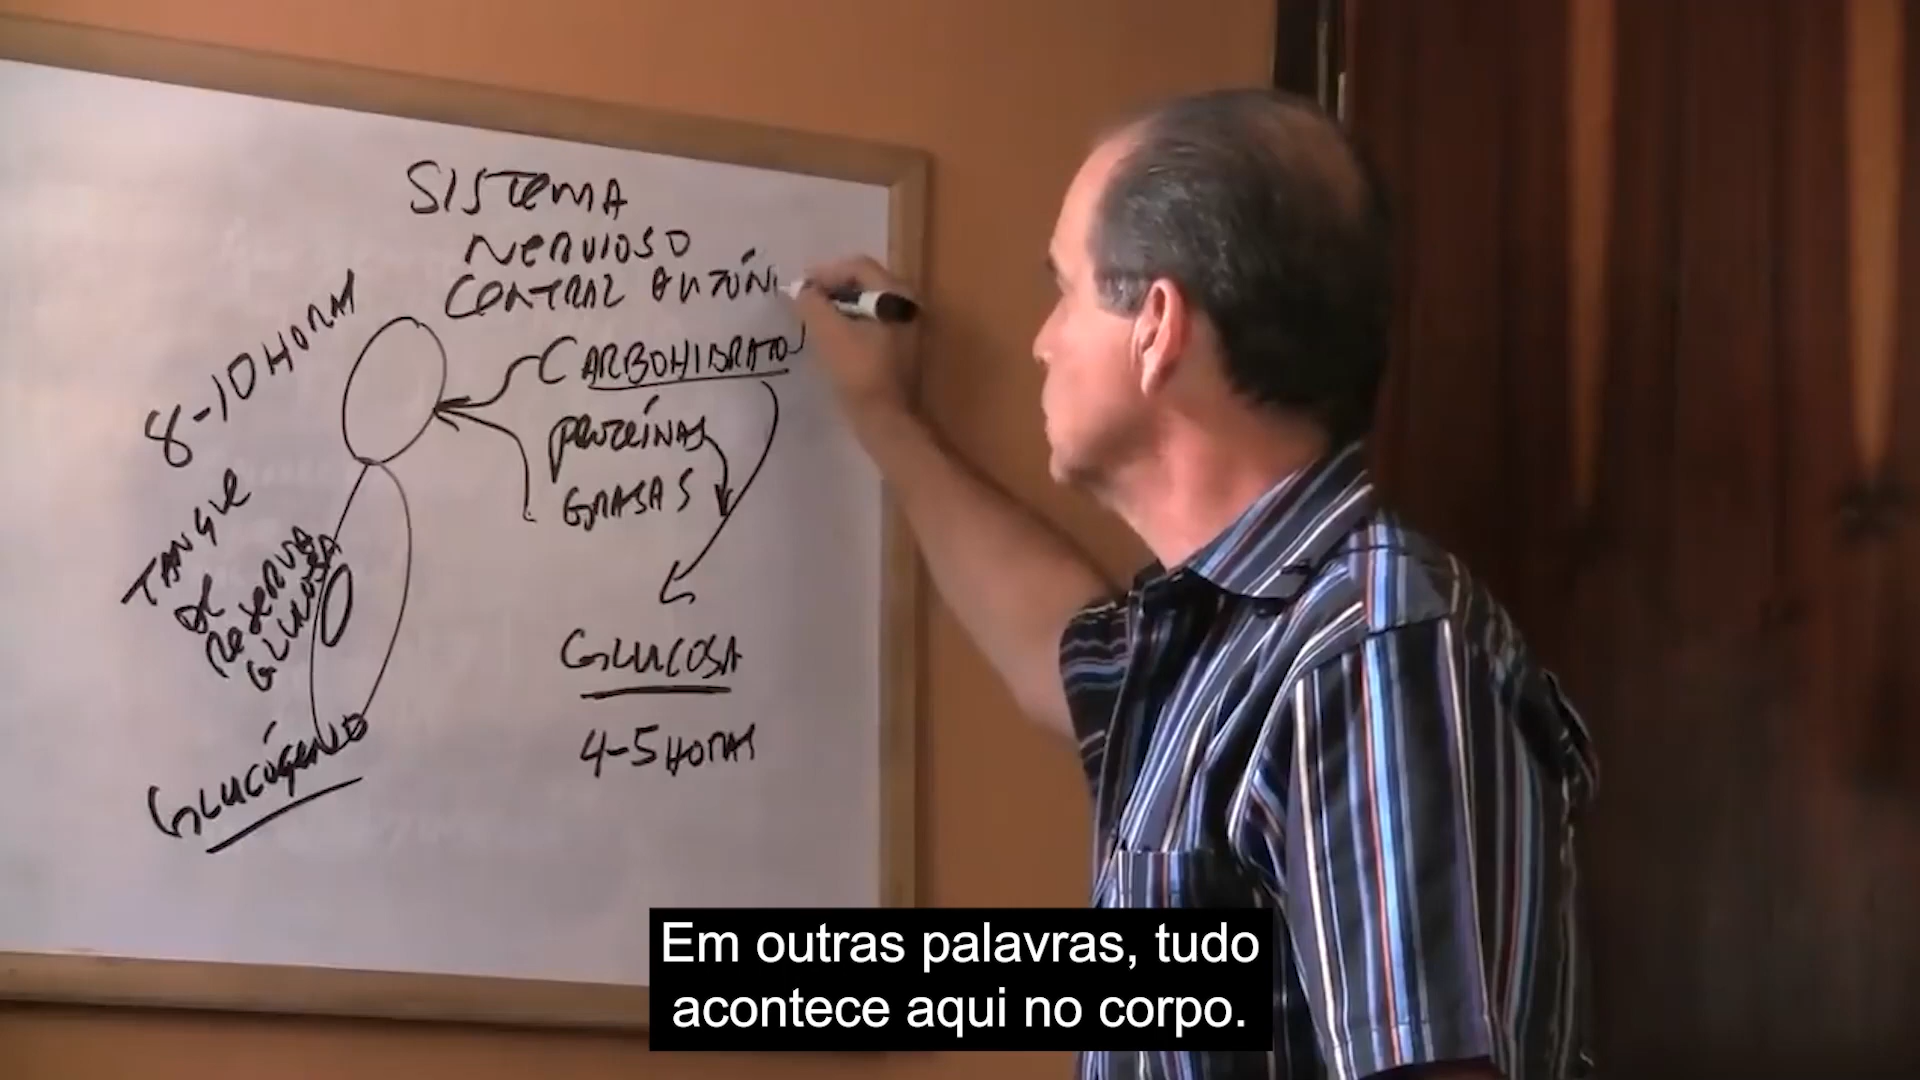 SISTEMA
NERVIOSO
CENTRAL AUTÓN
8-10 HORAS
CARBOHIDRATOS
PROTEÍNAS
GRASAS
TANQUE
DE
RESERVA
GLUCOSA
GLUCOSA
4-5 HORAS
GLUCÓGENO
Em outras palavras, tudo
acontece aqui no corpo.